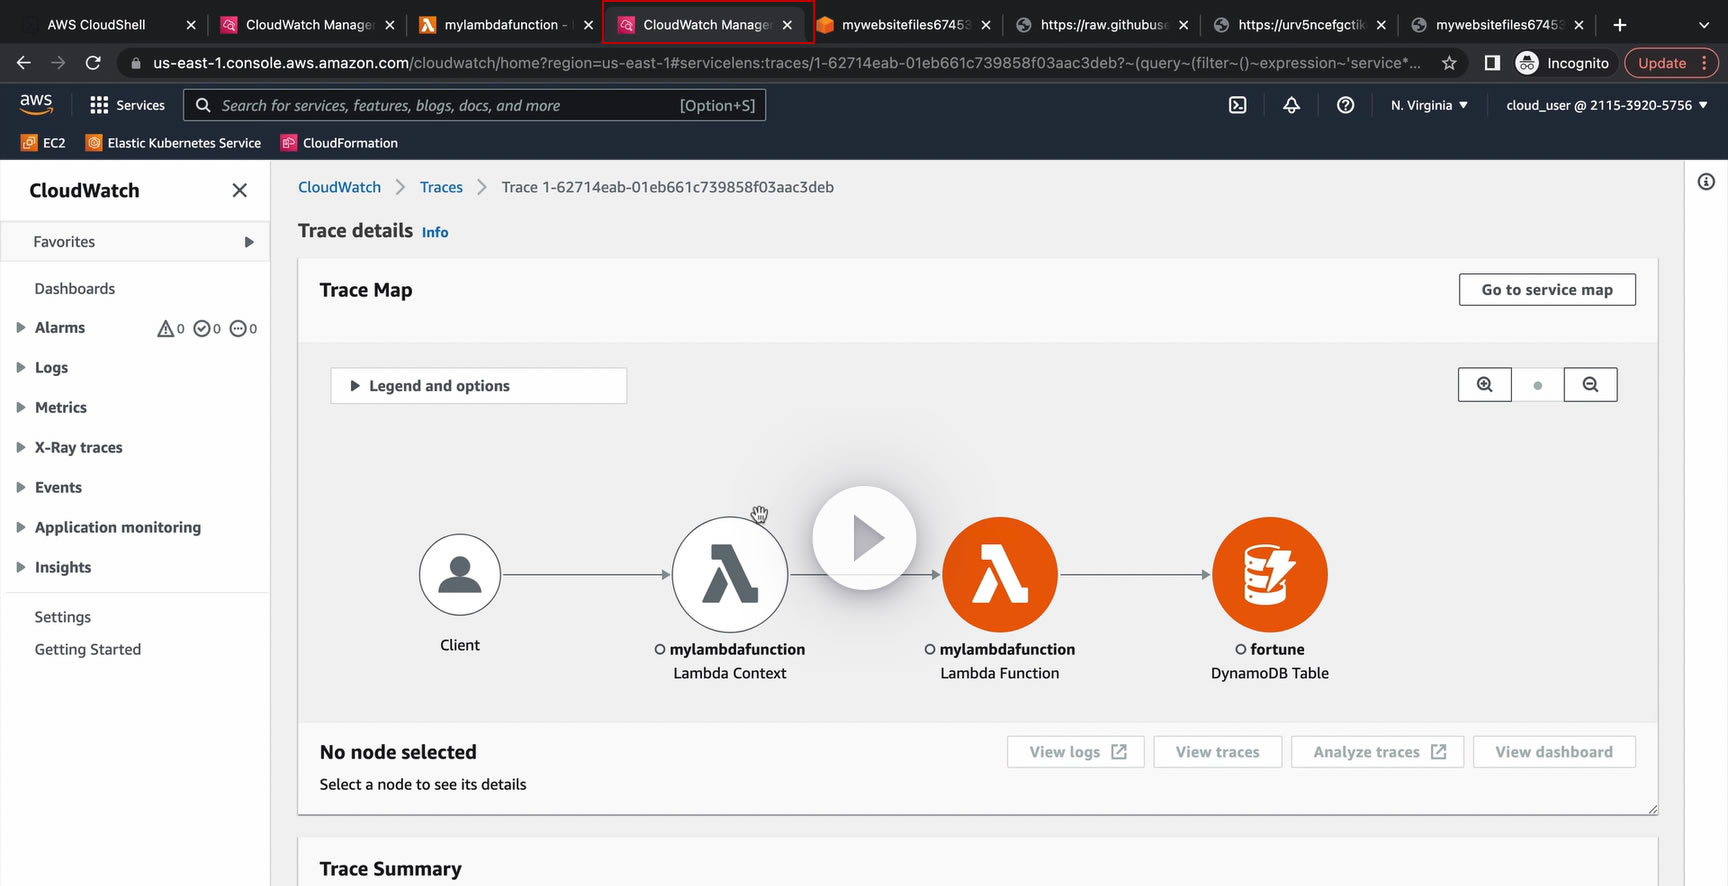 AWS CloudShell
CloudWatch Manage
mylambdafunction -
CloudWatch Manage
mywebsitefiles67453
https://raw.githubuse
https://urv5ncefgctik
mywebsitefiles67453
us-east-1.console.aws.amazon.com/cloudwatch/home?region=us-east-1#servicelens:traces/1-62714eab-01eb661c739858f03aac3deb?~(query~(filter~()~expression~'service*...
Incognito
Update
aws
Services
Search for services, features, blogs, docs, and more
[Option+S]
N. Virginia
cloud_user @ 2115-3920-5756
EC2
Elastic Kubernetes Service
CloudFormation
CloudWatch
Favorites
Dashboards
Alarms
0 0 0
Logs
Metrics
X-Ray traces
Events
Application monitoring
Insights
Settings
Getting Started
CloudWatch
Traces
Trace 1-62714eab-01eb661c739858f03aac3deb
Trace details
Info
Trace Map
Go to service map
Legend and options
Client
mylambdafunction
Lambda Context
mylambdafunction
Lambda Function
fortune
DynamoDB Table
No node selected
Select a node to see its details
View logs
View traces
Analyze traces
View dashboard
Trace Summary